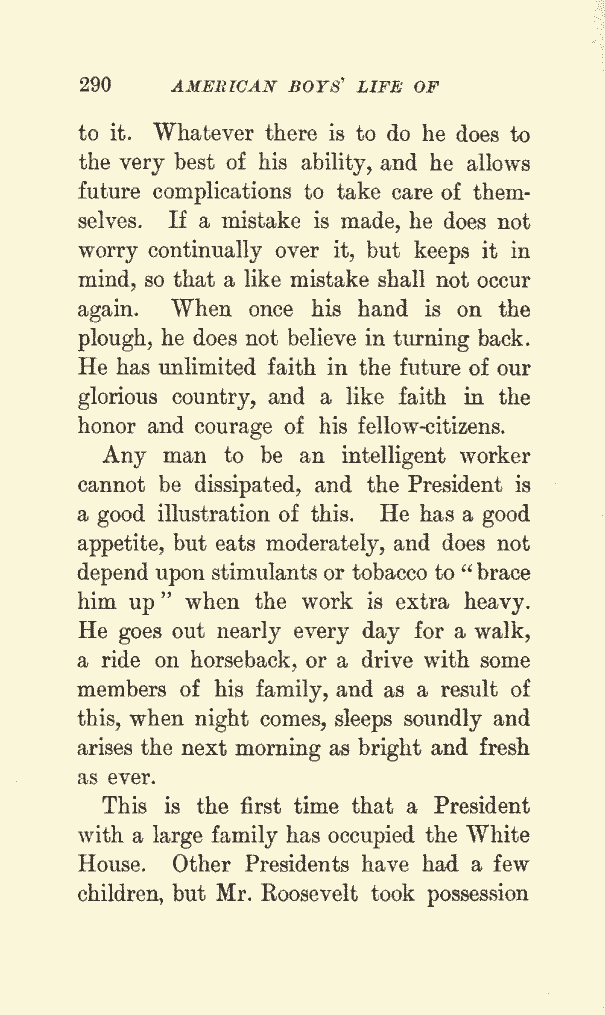 290 AMERICAN BOYS' LIFE OF
to it. Whatever there is to do he does to
the very best of his ability, and he allows
future complications to take care of them-
selves. If a mistake is made, he does not
worry continually over it, but keeps it in
mind, so that a like mistake shall not occur
again. When once his hand is on the
plough, he does not believe in turning back.
He has unlimited faith in the future of our
glorious country, and a like faith in the
honor and courage of his fellow-citizens.
Any man to be an intelligent worker
cannot be dissipated, and the President is
a good illustration of this. He has a good
appetite, but eats moderately, and does not
depend upon stimulants or tobacco to "brace
him up" when the work is extra heavy.
He goes out nearly every day for a walk,
a ride on horseback, or a drive with some
members of his family, and as a result of
this, when night comes, sleeps soundly and
arises the next morning as bright and fresh
as ever.
This is the first time that a President
with a large family has occupied the White
House. Other Presidents have had a few
children, but Mr. Roosevelt took possession